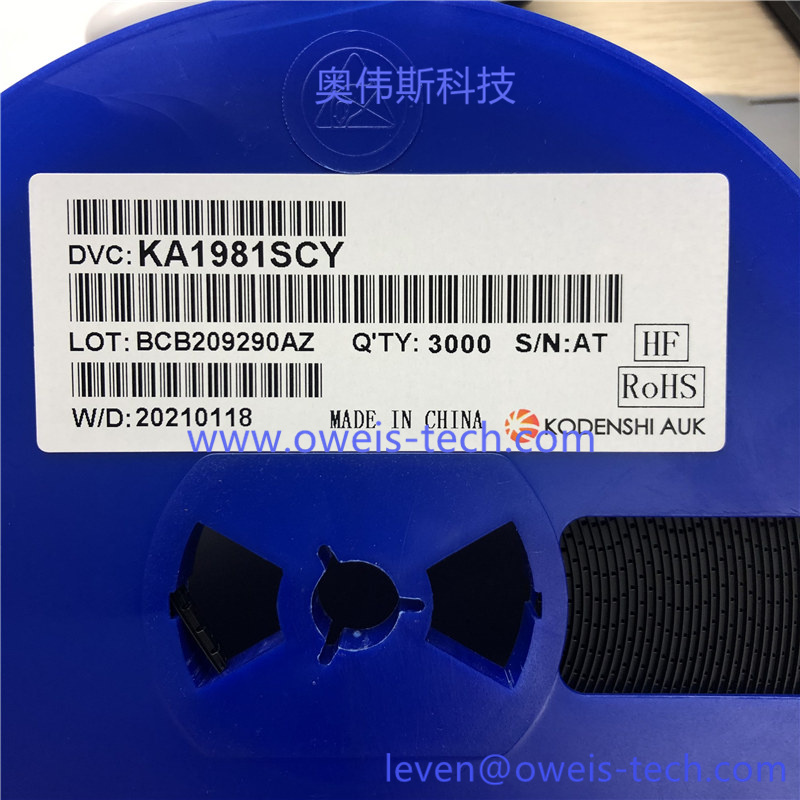 奥伟斯科技
DVC: KA1981SCY
LOT: BCB209290AZ Q'TY: 3000 S/N:AT HF
RoHS
W/D: 20210118 MADE IN CHINA KODENSHI AUK
www.oweis-tech.com
leven@oweis-tech.com